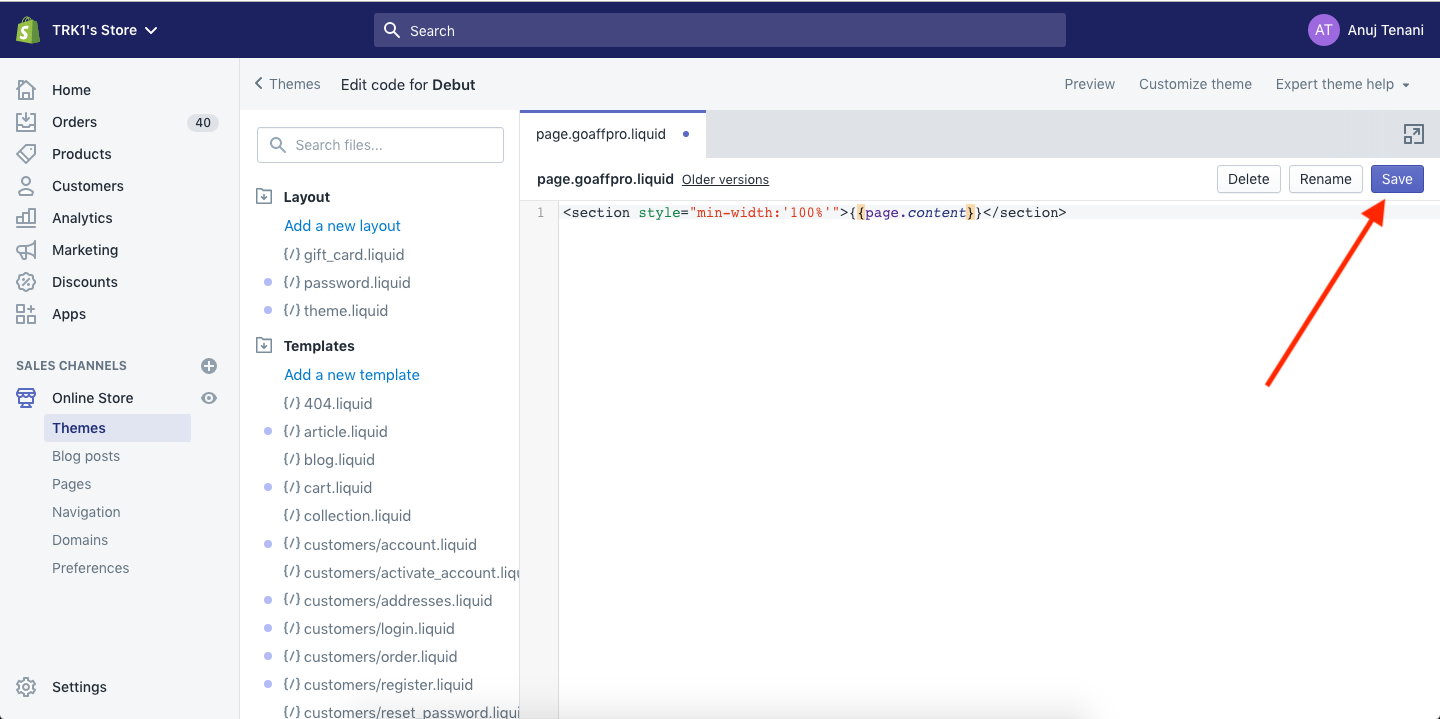 TRK1's Store
Search
AT
Anuj Tenani
Home
Orders
40
Products
Customers
Analytics
Marketing
Discounts
Apps
SALES CHANNELS
Online Store
Themes
Blog posts
Pages
Navigation
Domains
Preferences
Settings
Themes
Edit code for Debut
Preview
Customize theme
Expert theme help
Search files...
Layout
Add a new layout
{/} gift_card.liquid
{/} password.liquid
{/} theme.liquid
Templates
Add a new template
{/} 404.liquid
{/} article.liquid
{/} blog.liquid
{/} cart.liquid
{/} collection.liquid
{/} customers/account.liquid
{/} customers/activate_account.liqu
{/} customers/addresses.liquid
{/} customers/login.liquid
{/} customers/order.liquid
{/} customers/register.liquid
{/} customers/reset_password.liqui
page.goaffpro.liquid
page.goaffpro.liquid Older versions
Delete
Rename
Save
1 <section style="min-width:'100%'">{{page.content}}</section>